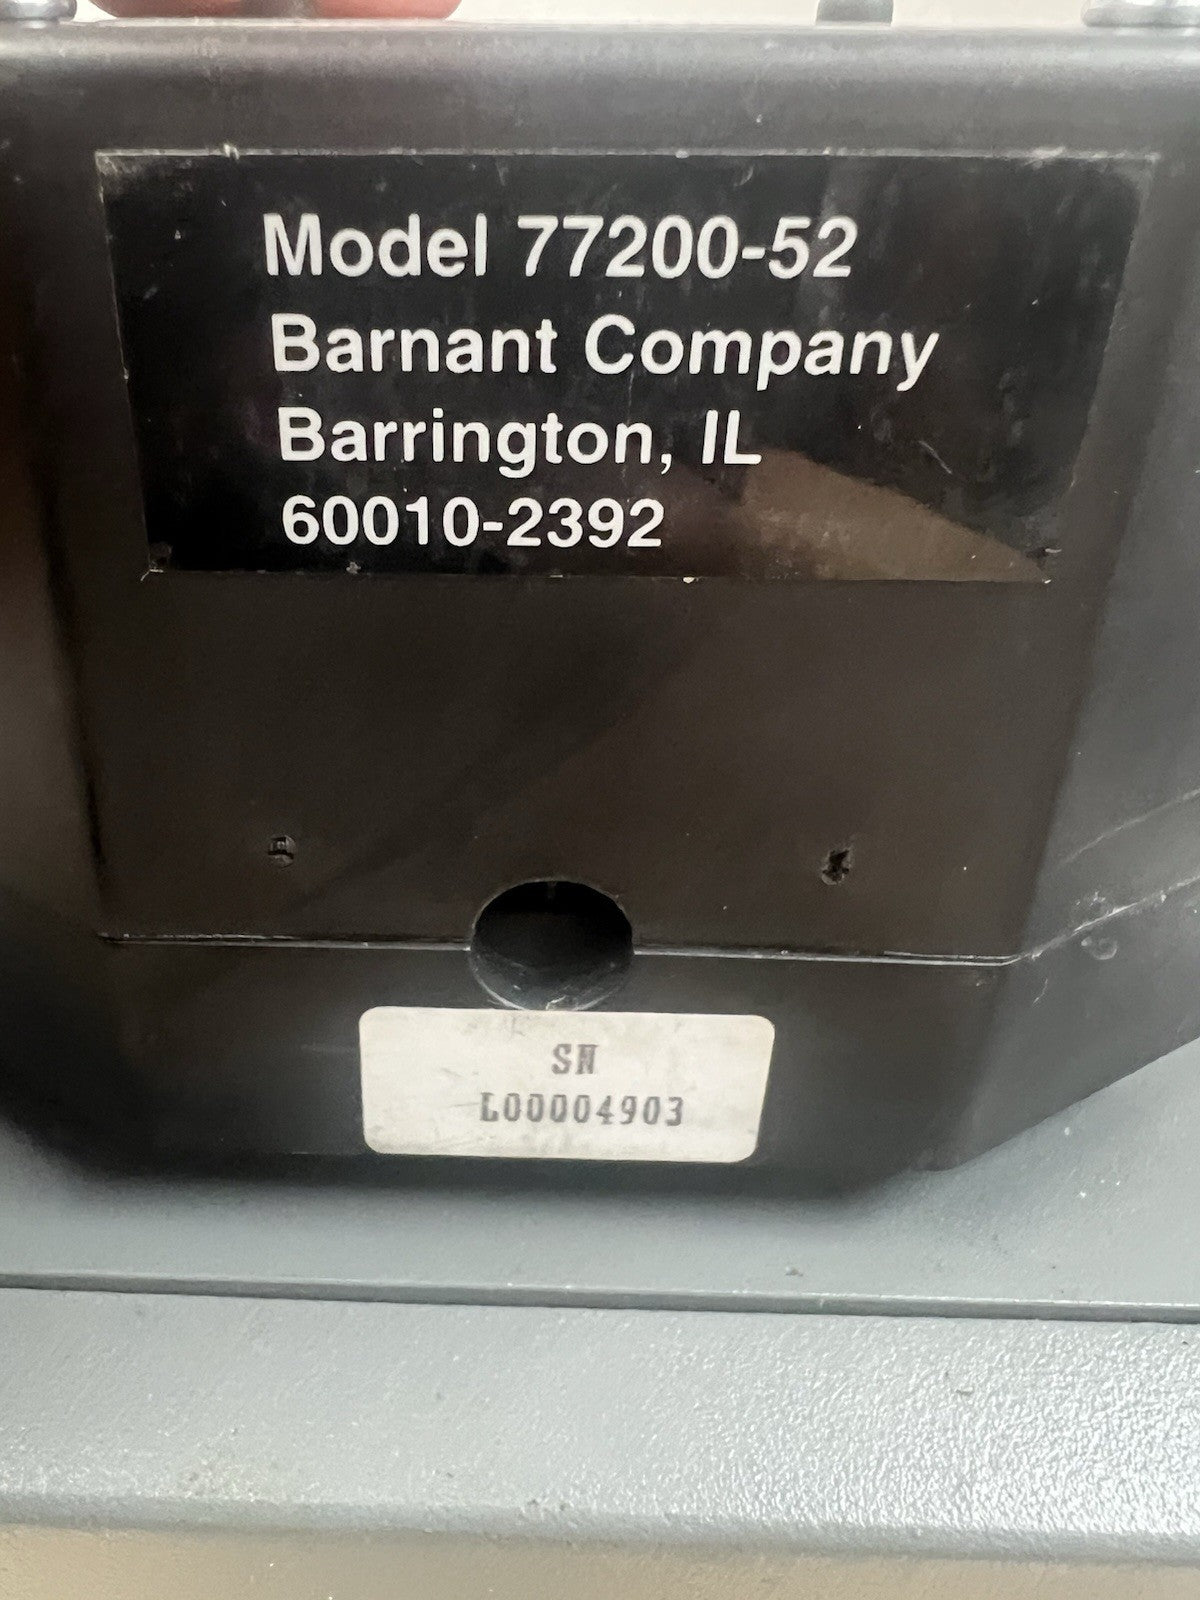 Model 77200-52
Barnant Company
Barrington, IL
60010-2392
SN
L00004903